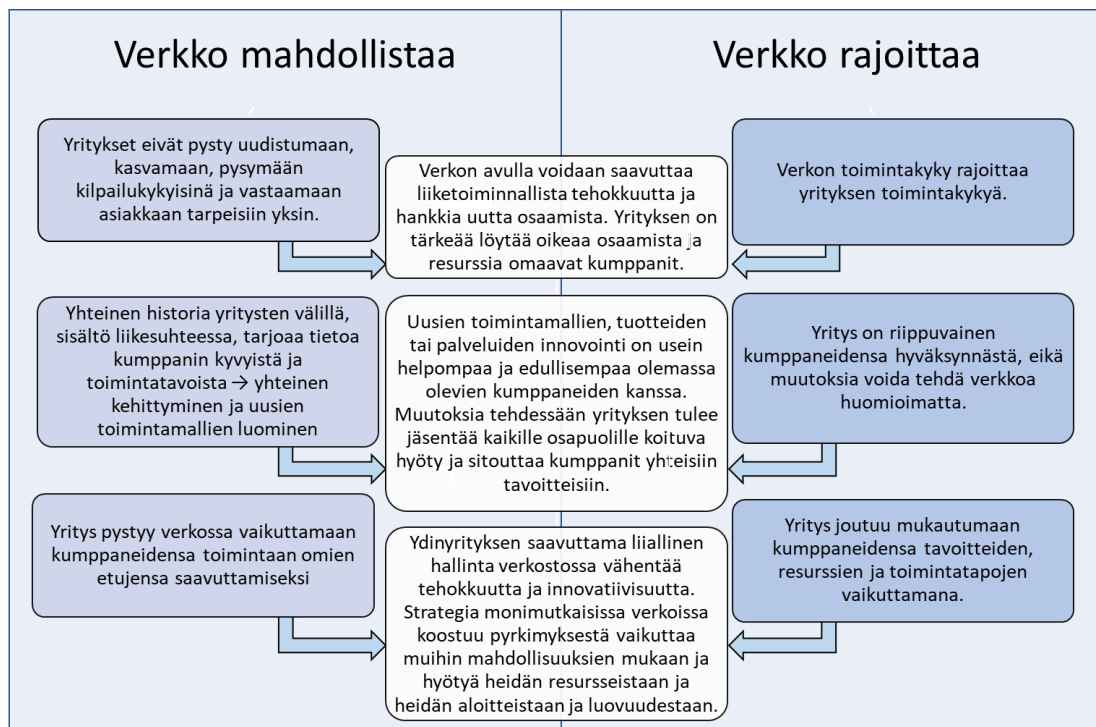 Verkko mahdollistaa
Verkko rajoittaa
Yritykset eivät pysty uudistumaan,
kasvamaan, pysymään
kilpailukykyisinä ja vastaamaan
asiakkaan tarpeisiin yksin.
Verkon avulla voidaan saavuttaa
liiketoiminnallista tehokkuutta ja
hankkia uutta osaamista. Yrityksen on
tärkeää löytää oikeaa osaamista ja
resurssia omaavat kumppanit.
Verkon toimintakyky rajoittaa
yrityksen toimintakykyä.
Yhteinen historia yritysten välillä,
sisältö liikesuhteessa, tarjoaa tietoa
kumppanin kyvyistä ja
toimintatavoista → yhteinen
kehittyminen ja uusien
toimintamallien luominen
Uusien toimintamallien, tuotteiden
tai palveluiden innovointi on usein
helpompaa ja edullisempaa olemassa
olevien kumppaneiden kanssa.
Muutoksia tehdessään yrityksen tulee
jäsentää kaikille osapuolille koituva
hyöty ja sitouttaa kumppanit yhteisiin
tavoitteisiin.
Yritys on riippuvainen
kumppaneidensa hyväksynnästä, eikä
muutoksia voida tehdä verkkoa
huomioimatta.
Yritys pystyy verkossa vaikuttamaan
kumppaneidensa toimintaan omien
etujensa saavuttamiseksi
Ydinyrityksen saavuttama liiallinen
hallinta verkostossa vähentää
tehokkuutta ja innovatiivisuutta.
Strategia monimutkaisissa verkoissa
koostuu pyrkimyksestä vaikuttaa
muihin mahdollisuuksien mukaan ja
hyötyä heidän resursseistaan ja
heidän aloitteistaan ja luovuudestaan.
Yritys joutuu mukautumaan
kumppaneidensa tavoitteiden,
resurssien ja toimintatapojen
vaikuttamana.